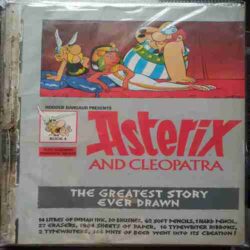 HODDER DARGAUD PRESENTS
Asterix
AND CLEOPATRA
THE GREATEST STORY
EVER DRAWN
14 LITRES OF INDIAN INK, 30 BRUSHES, 62 SOFT PENCILS, 1 HARD PENCIL,
27 ERASERS, 1984 SHEETS OF PAPER, 16 TYPEWRITER RIBBONS,
2 TYPEWRITERS, 366 PINTS OF BEER WENT INTO ITS CREATION!